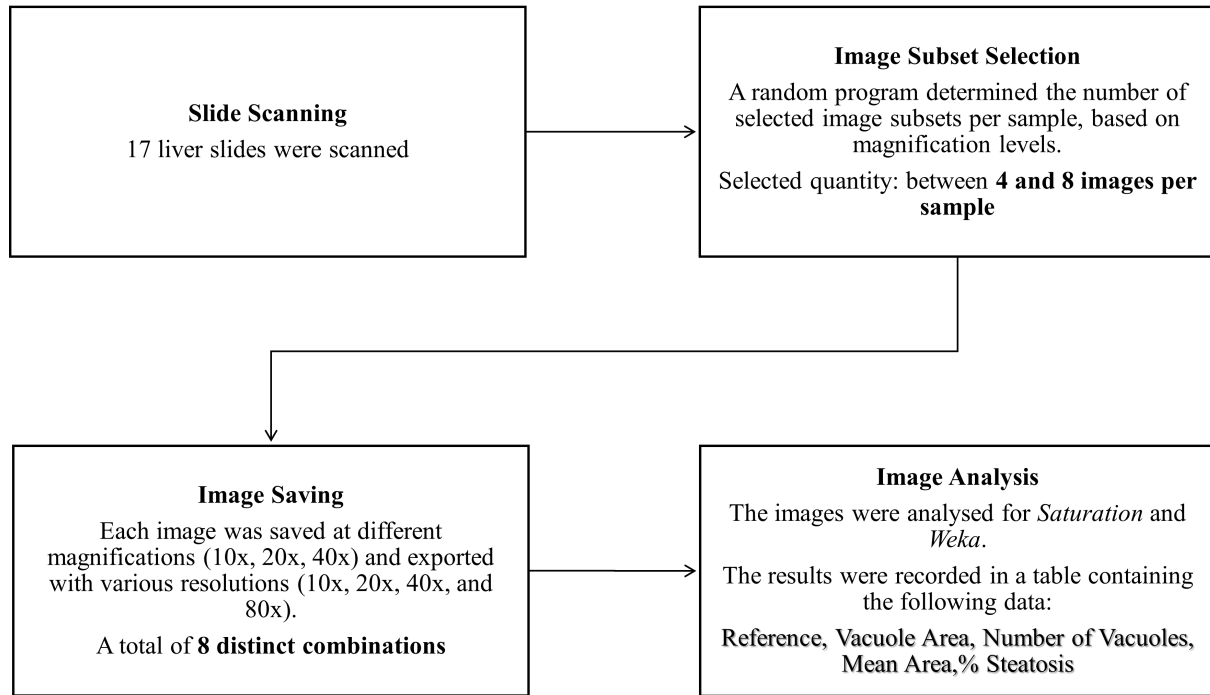 Slide Scanning
17 liver slides were scanned
Image Subset Selection
A random program determined the number of
selected image subsets per sample, based on
magnification levels.
Selected quantity: between 4 and 8 images per
sample
Image Saving
Each image was saved at different
magnifications (10x, 20x, 40x) and exported
with various resolutions (10x, 20x, 40x, and
80x).
A total of 8 distinct combinations
Image Analysis
The images were analysed for Saturation and
Weka.
The results were recorded in a table containing
the following data:
Reference, Vacuole Area, Number of Vacuoles,
Mean Area,% Steatosis